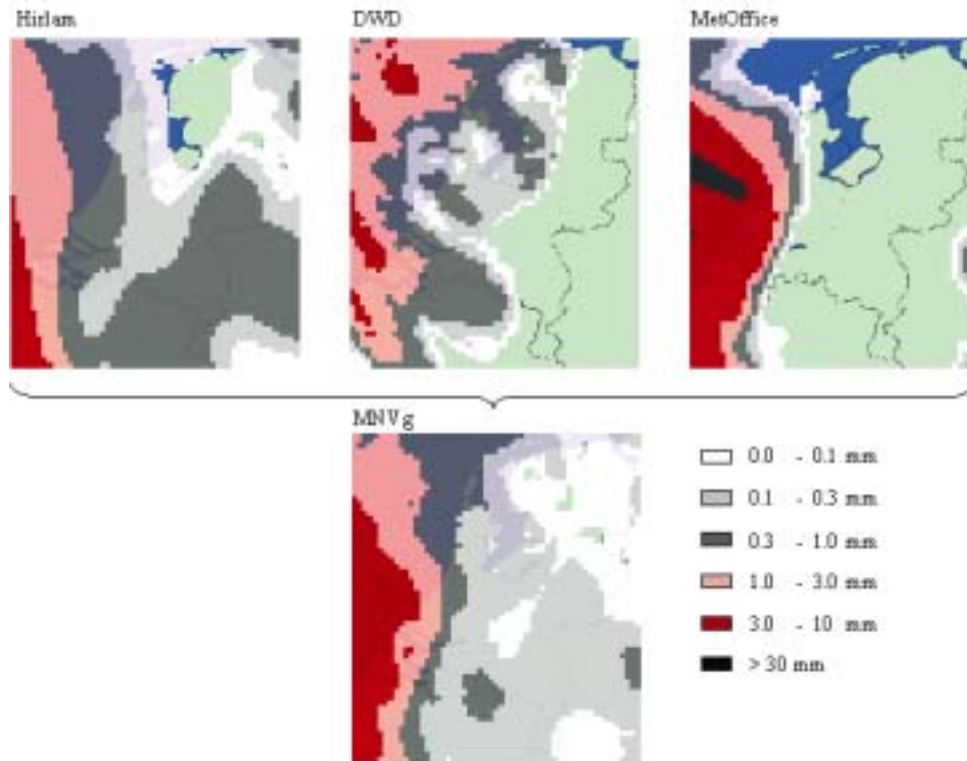 Hirlam
DWD
MetOffice
MNVg
0.0 - 0.1 mm
0.1 - 0.3 mm
0.3 - 1.0 mm
1.0 - 3.0 mm
3.0 - 10 mm
> 30 mm